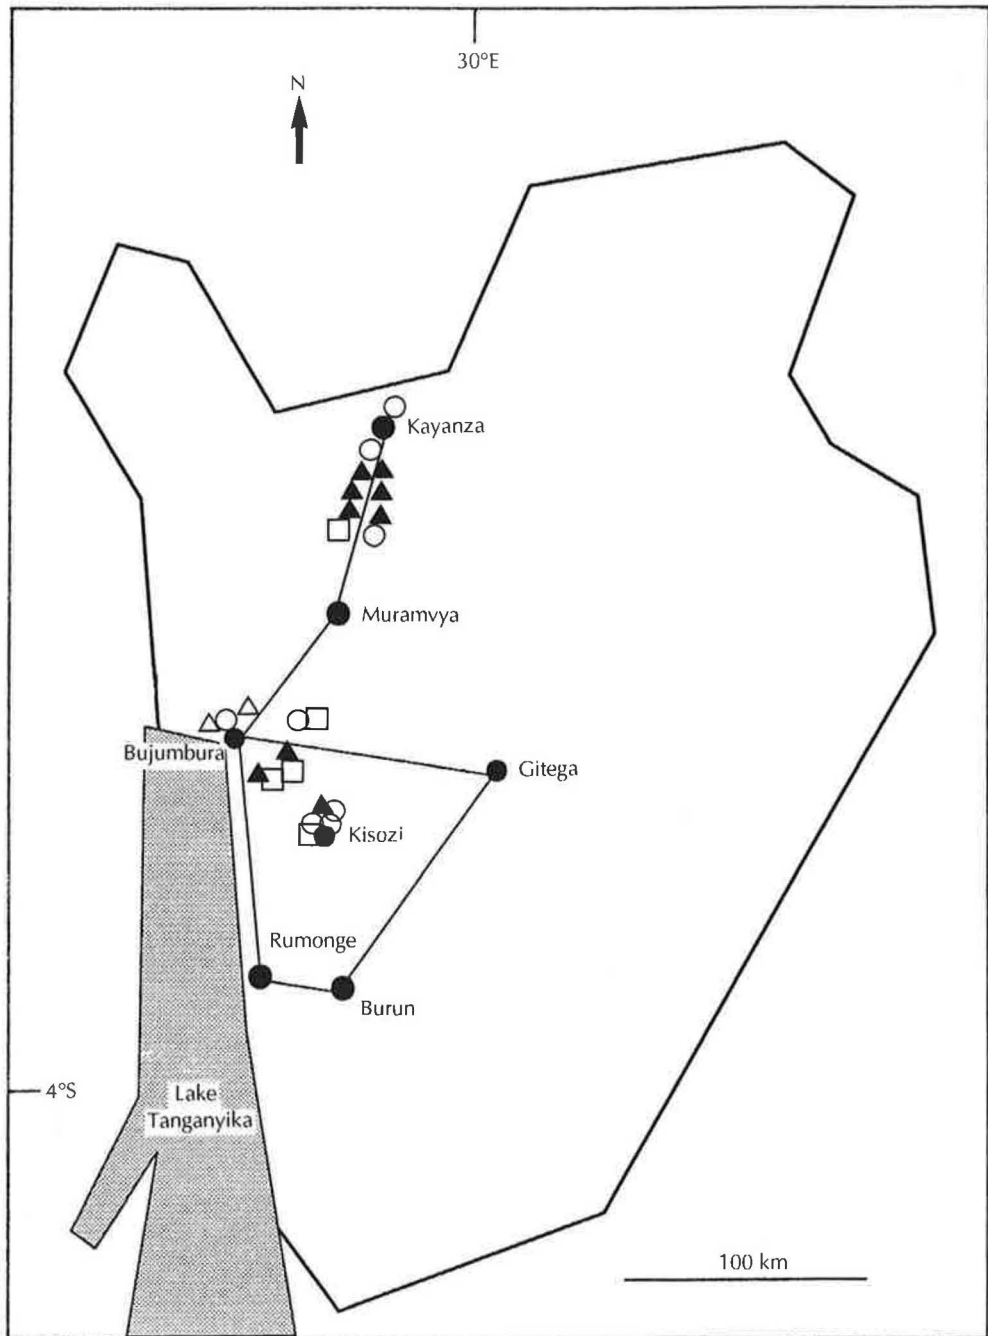 30°E
N
Kayanza
Muramvya
Bujumbura
Gitega
Kisozi
Rumonge
Burun
4°S
Lake
Tanganyika
100 km